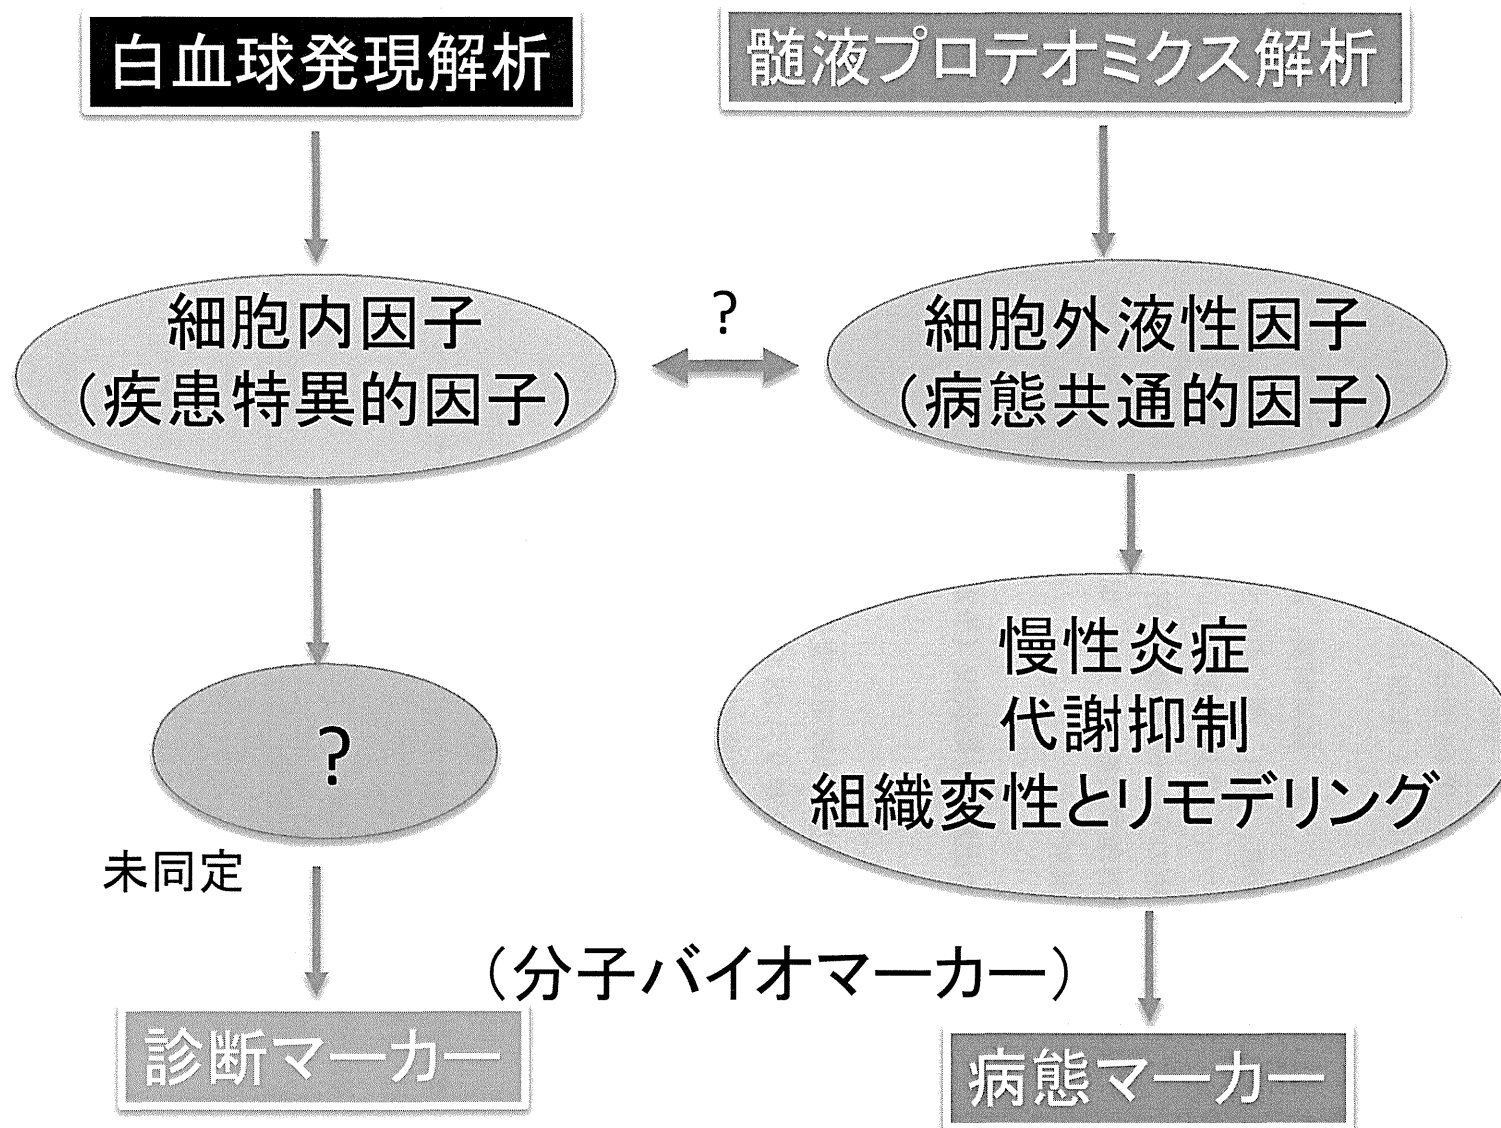 白血球発現解析
髄液プロテオミクス解析
細胞内因子
(疾患特異的因子)
?
細胞外液性因子
(病態共通的因子)
慢性炎症
代謝抑制
組織変性とリモデリング
?
未同定
(分子バイオマーカー)
診断マーカー
病態マーカー